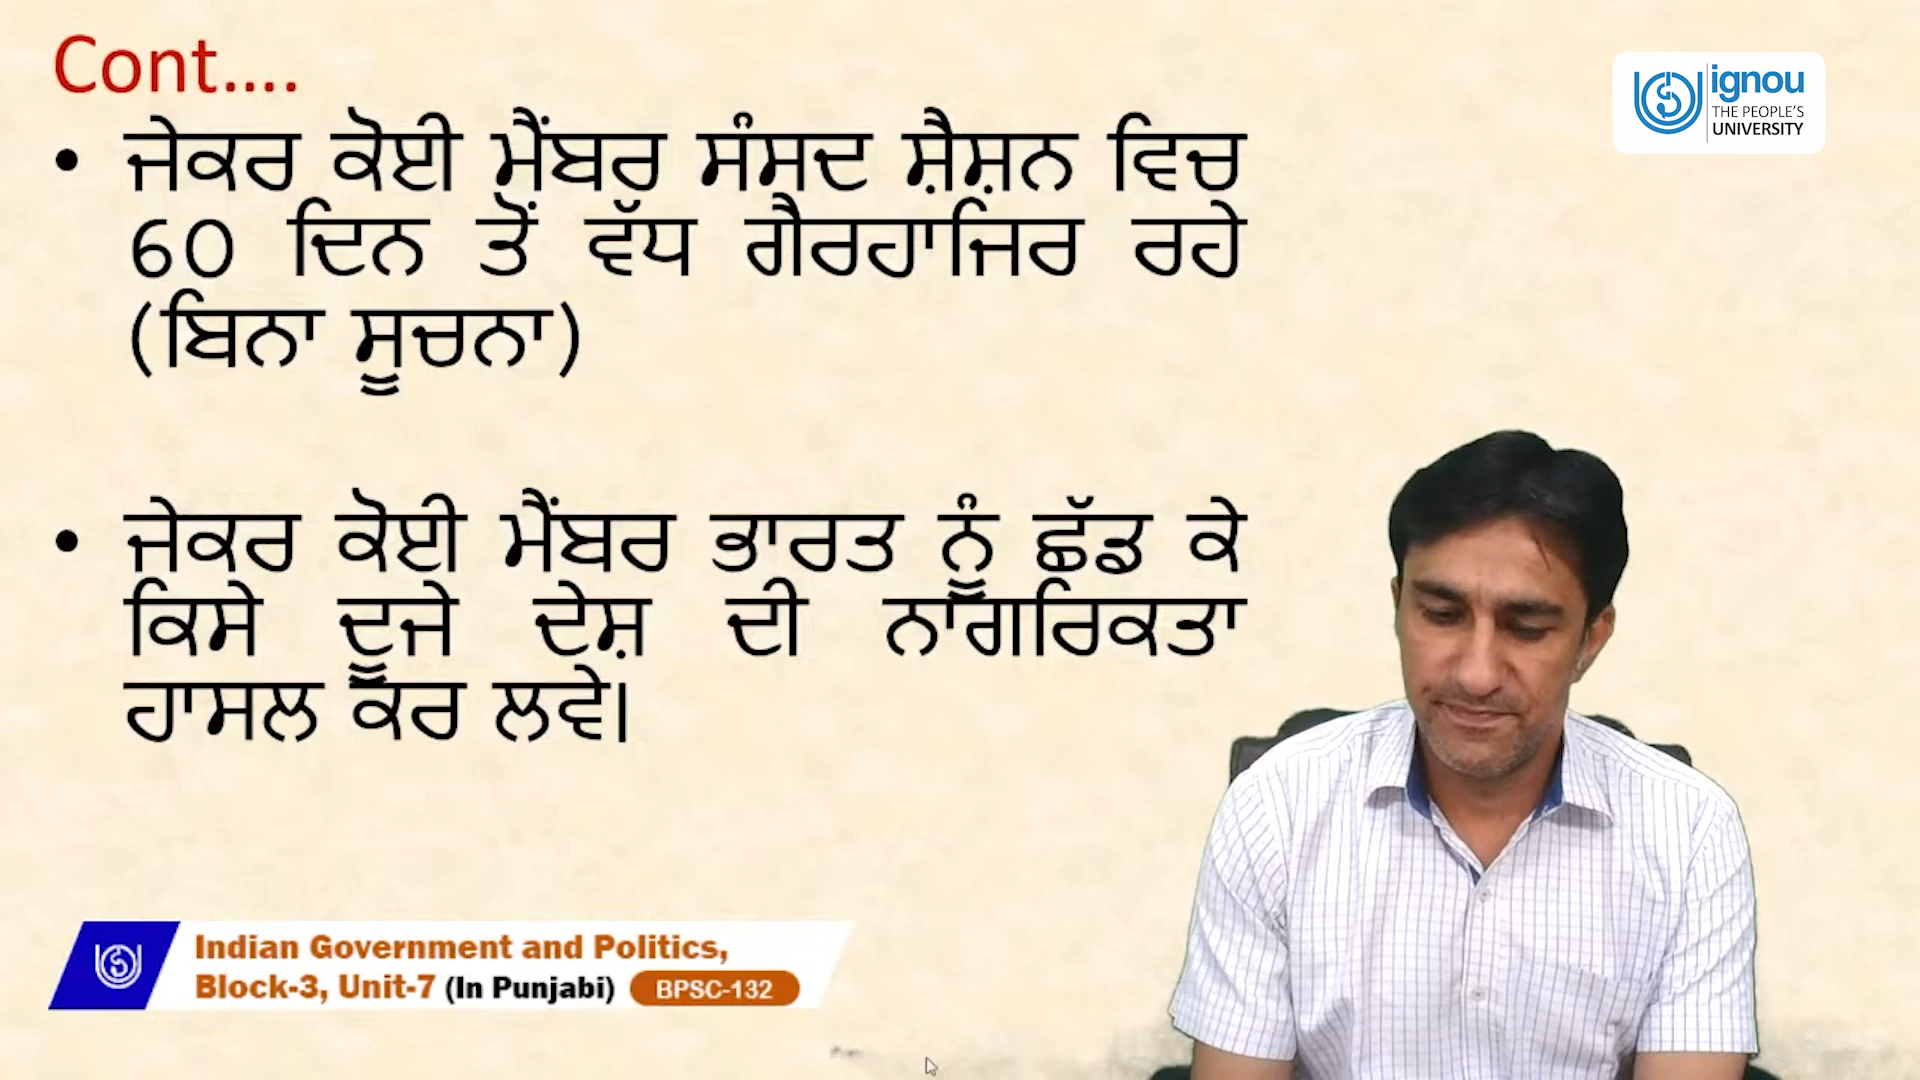 Cont....
• ਜੇਕਰ ਕੋਈ ਮੈਂਬਰ ਸੰਸਦ ਸ਼ੈਸ਼ਨ ਵਿਚ
60 ਦਿਨ ਤੋਂ ਵੱਧ ਗੈਰਹਾਜਿਰ ਰਹੇ
(ਬਿਨਾ ਸੂਚਨਾ)
• ਜੇਕਰ ਕੋਈ ਮੈਂਬਰ ਭਾਰਤ ਨੂੰ ਛੱਡ ਕੇ
ਕਿਸੇ ਦੂਜੇ ਦੇਸ਼ ਦੀ ਨਾਗਰਿਕਤਾ
ਹਾਸਲ ਕਰ ਲਵੇ।
ignou
THE PEOPLE'S
UNIVERSITY
Indian Government and Politics,
Block-3, Unit-7 (In Punjabi) BPSC-132